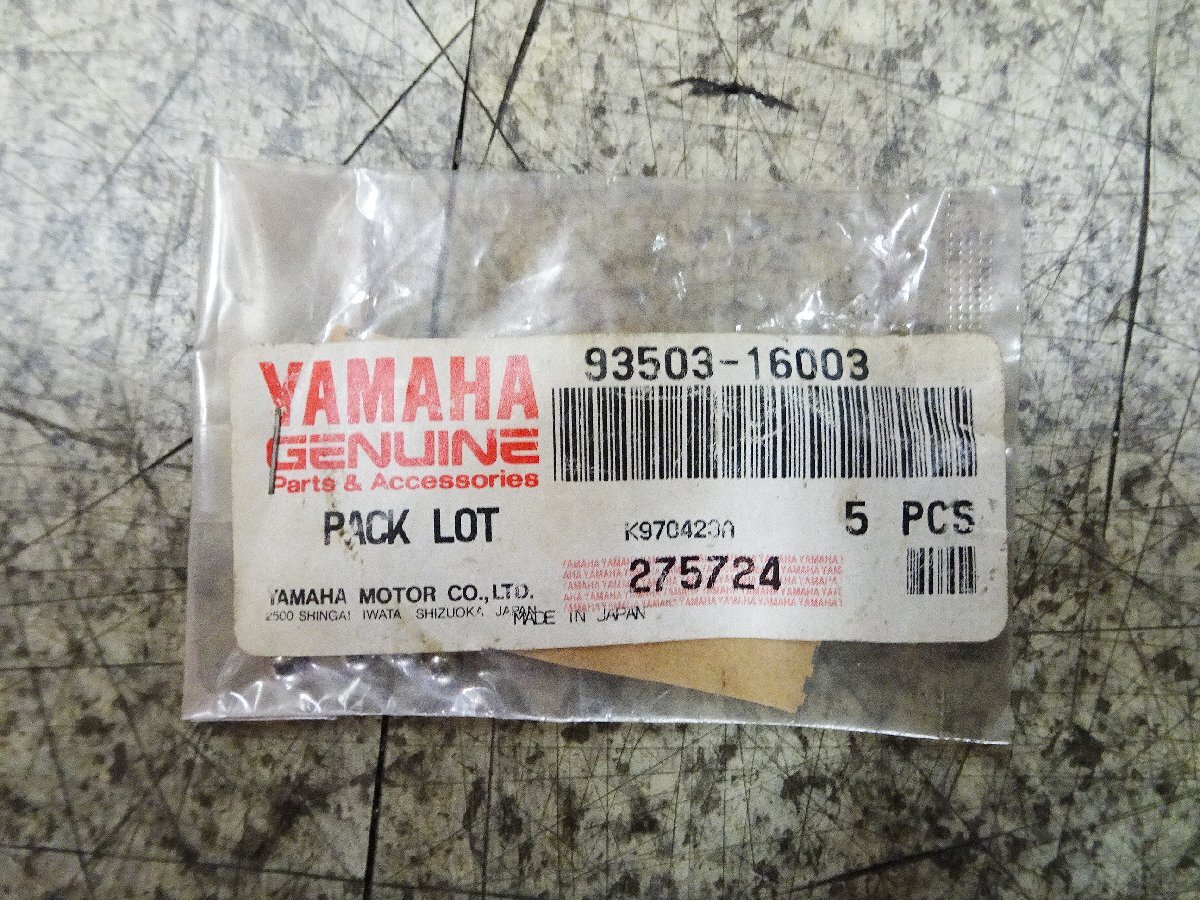 YAMAHA
GENUINE
Parts & Accessories
93503-16003
PACK LOT
K970423A
5 PCS
275724
YAMAHA MOTOR CO.,LTD.
2500 SHINGAI IWATA SHIZUOKA JAPAN
MADE IN JAPAN